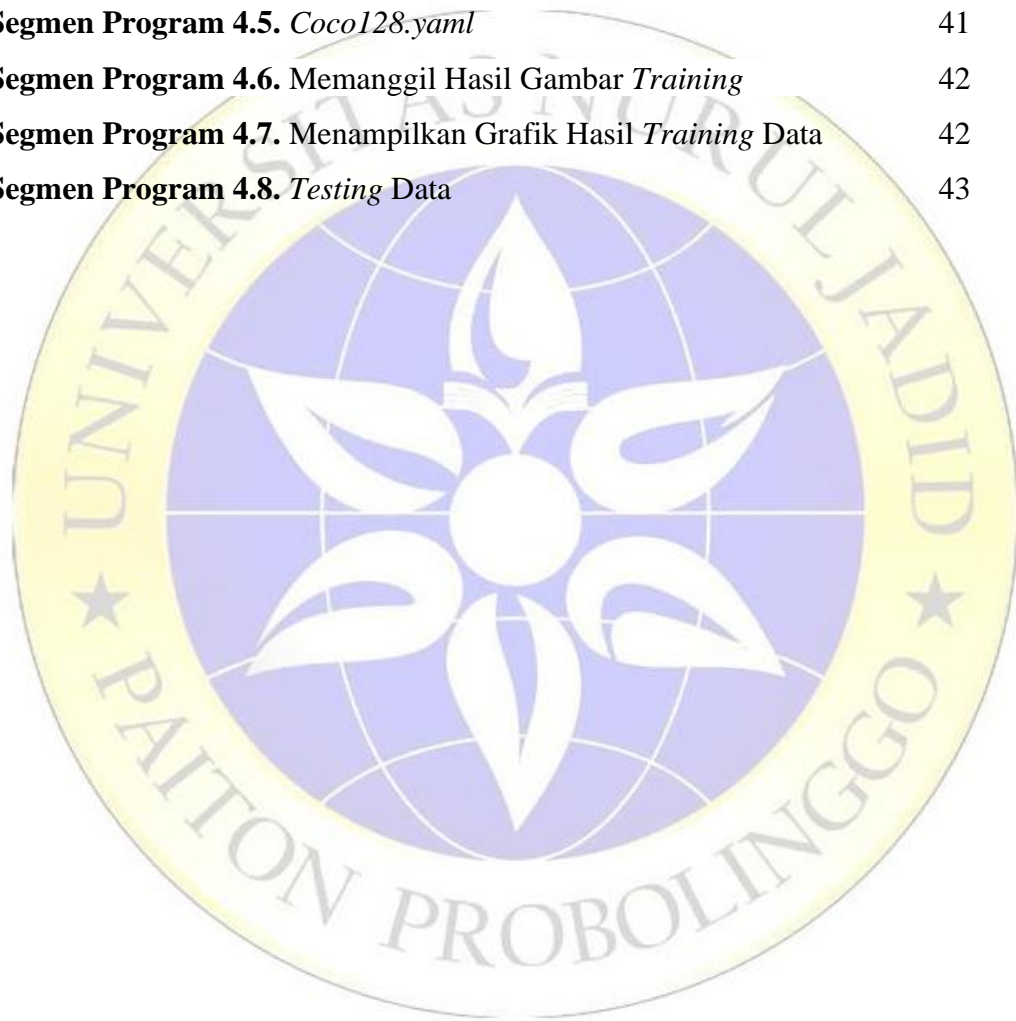 Segmen Program 4.5. Coco128.yaml 41
Segmen Program 4.6. Memanggil Hasil Gambar Training 42
Segmen Program 4.7. Menampilkan Grafik Hasil Training Data 42
Segmen Program 4.8. Testing Data 43
UNIVERSITAS NURUL JADID
★ PAITON PROBOLINGGO ★